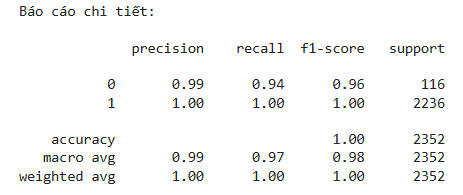 Báo cáo chi tiết:
precision recall f1-score support
0 0.99 0.94 0.96 116
1 1.00 1.00 1.00 2236
accuracy 1.00 2352
macro avg 0.99 0.97 0.98 2352
weighted avg 1.00 1.00 1.00 2352